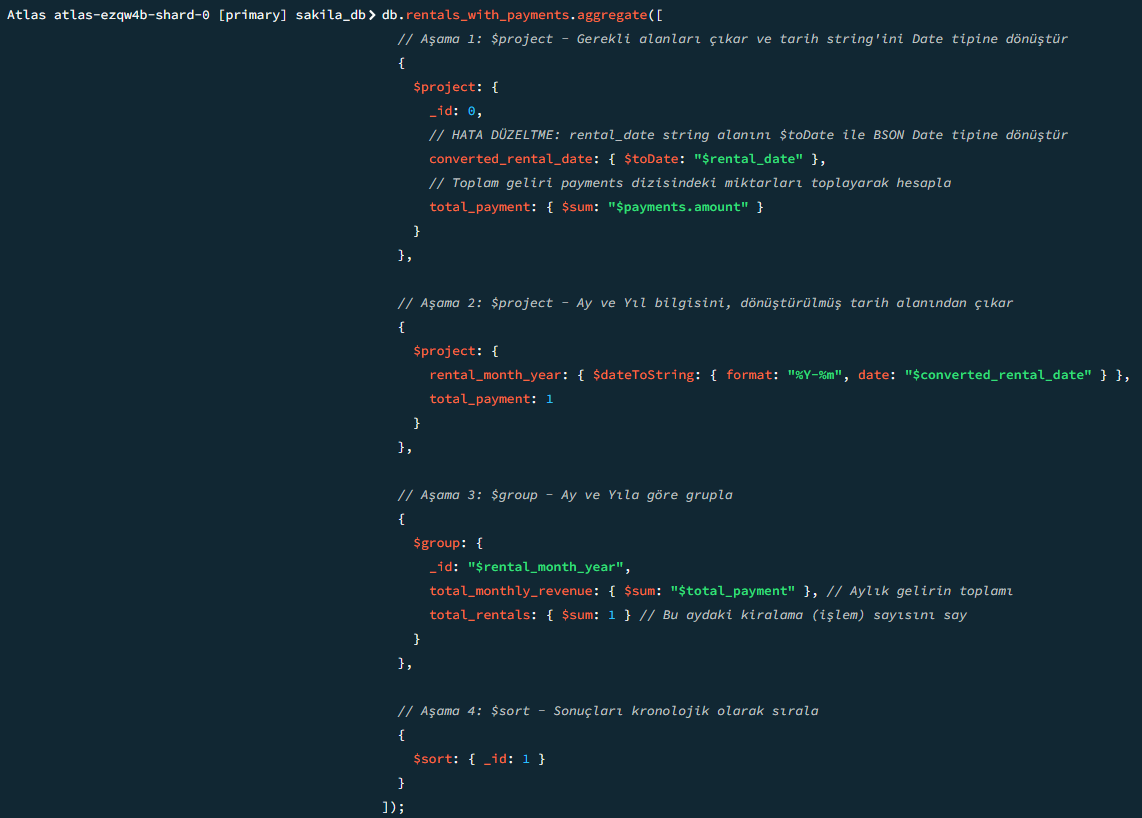 Atlas atlas-ezqw4b-shard-0 [primary] sakila_db> db.rentals_with_payments.aggregate([
// Aşama 1: $project - Gerekli alanları çıkar ve tarih string'ini Date tipine dönüştür
{
$project: {
_id: 0,
// HATA DÜZELTME: rental_date string alanını $toDate ile BSON Date tipine dönüştür
converted_rental_date: { $toDate: "$rental_date" },
// Toplam geliri payments dizisindeki miktarları toplayarak hesapla
total_payment: { $sum: "$payments.amount" }
}
},
// Aşama 2: $project - Ay ve Yıl bilgisini, dönüştürülmüş tarih alanından çıkar
{
$project: {
rental_month_year: { $dateToString: { format: "%Y-%m", date: "$converted_rental_date" } },
total_payment: 1
}
},
// Aşama 3: $group - Ay ve Yıla göre grupla
{
$group: {
_id: "$rental_month_year",
total_monthly_revenue: { $sum: "$total_payment" }, // Aylık gelirin toplamı
total_rentals: { $sum: 1 } // Bu aydaki kiralama (işlem) sayısını say
}
},
// Aşama 4: $sort - Sonuçları kronolojik olarak sırala
{
$sort: { _id: 1 }
}
]);